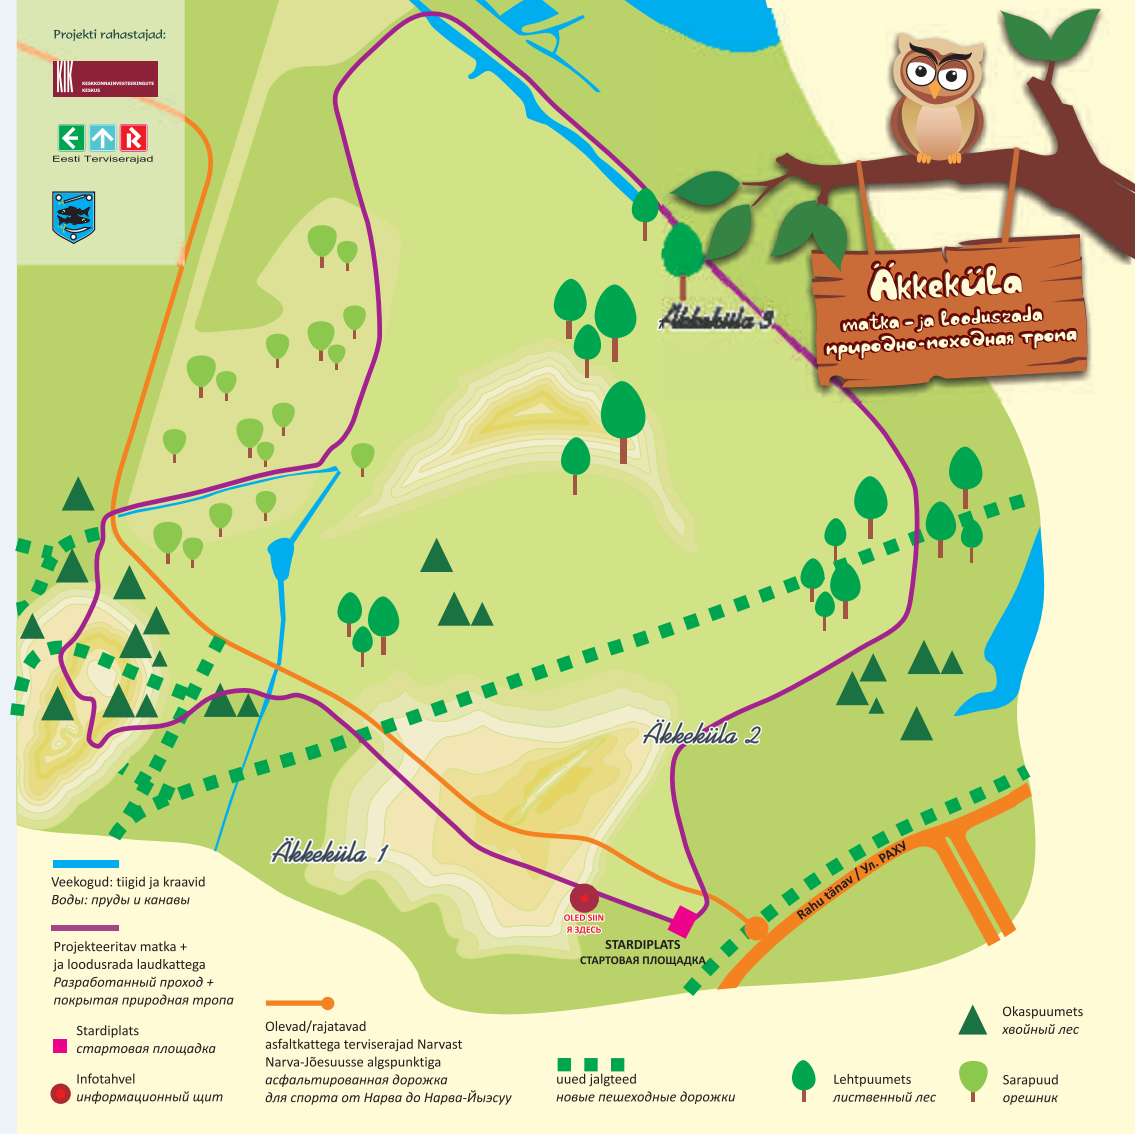 Projekti rahastajad:
KIK
KESKKONNAINVESTEERINGUTE
KESKUS
R
Eesti Terviserajad
Äkkeküla
matka-ja looduszada
природно-походная тропа
Äkkeküla 3
Äkkeküla 2
Äkkeküla 1
Rahu tänav / Ул. РАХУ
OLED SIIN
Я ЗДЕСЬ
STARDIPLATS
СТАРТОВАЯ ПЛОЩАДКА
Veekogud: tiigid ja kraavid
Воды: пруды и канавы
Projekteeritav matka +
ja loodusrada laudkattega
Разработанный проход +
покрытая природная тропа
Stardiplats
стартовая площадка
Infotahvel
информационный щит
Olevad/rajatavad
asfaltkattega terviserajad Narvast
Narva-Jõesuusse algspunktiga
асфальтированная дорожка
для спорта от Нарва до Нарва-Йыэсуу
uued jalgteed
новые пешеходные дорожки
Lehtpuumets
лиственный лес
Okaspuumets
хвойный лес
Sarapuud
орешник